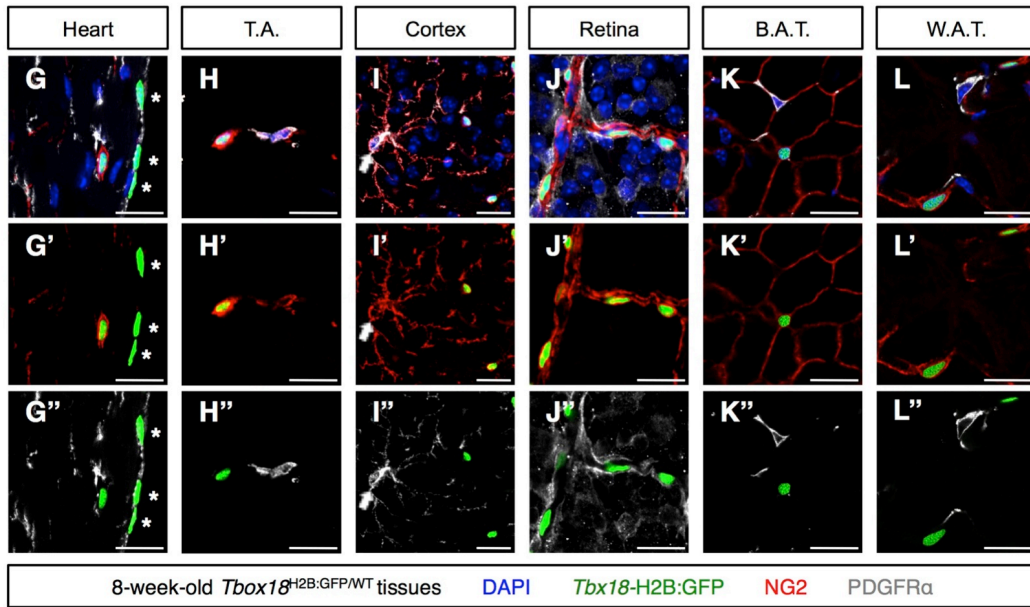 Heart T.A. Cortex Retina B.A.T. W.A.T.
G H I J K L
*
*
*
G’ H’ I’ J’ K’ L’
*
*
*
G” H” I” J” K” L”
*
*
*
8-week-old Tbox18H2B:GFP/WT tissues DAPI Tbx18-H2B:GFP NG2 PDGFRα